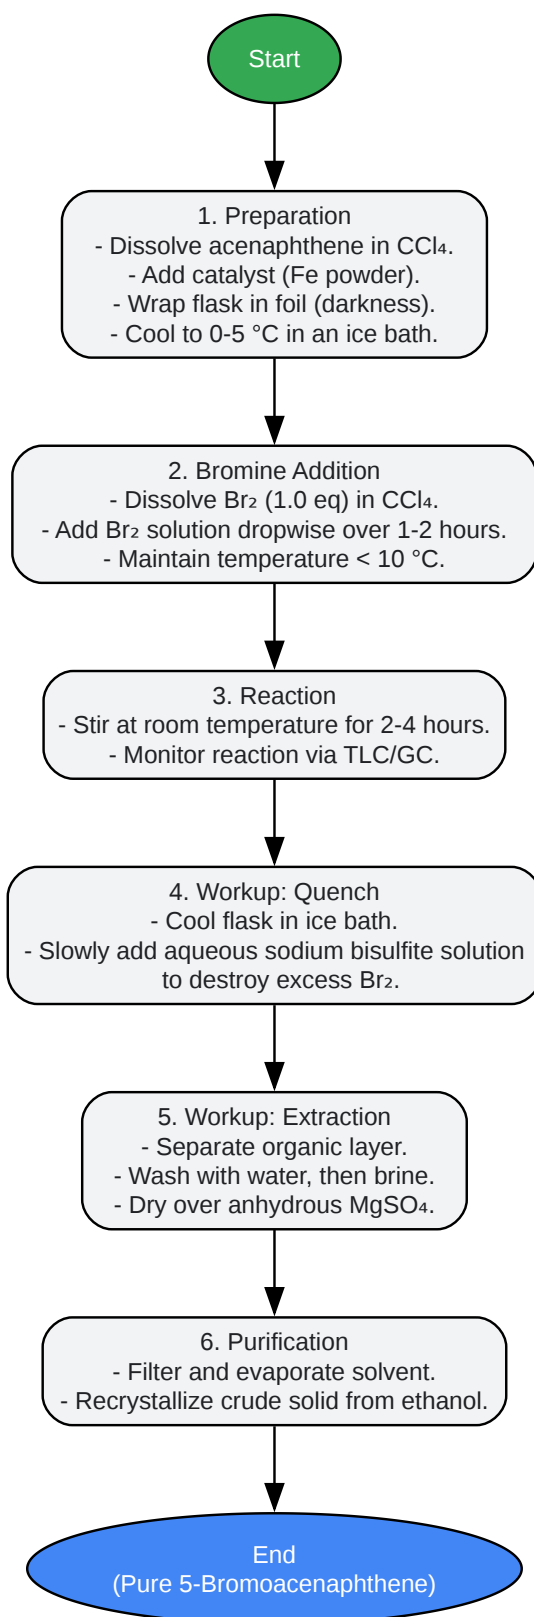 Start
1. Preparation
- Dissolve acenaphthene in CCl₄.
- Add catalyst (Fe powder).
- Wrap flask in foil (darkness).
- Cool to 0-5 °C in an ice bath.
2. Bromine Addition
- Dissolve Br₂ (1.0 eq) in CCl₄.
- Add Br₂ solution dropwise over 1-2 hours.
- Maintain temperature < 10 °C.
3. Reaction
- Stir at room temperature for 2-4 hours.
- Monitor reaction via TLC/GC.
4. Workup: Quench
- Cool flask in ice bath.
- Slowly add aqueous sodium bisulfite solution
to destroy excess Br₂.
5. Workup: Extraction
- Separate organic layer.
- Wash with water, then brine.
- Dry over anhydrous MgSO₄.
6. Purification
- Filter and evaporate solvent.
- Recrystallize crude solid from ethanol.
End
(Pure 5-Bromoacenaphthene)